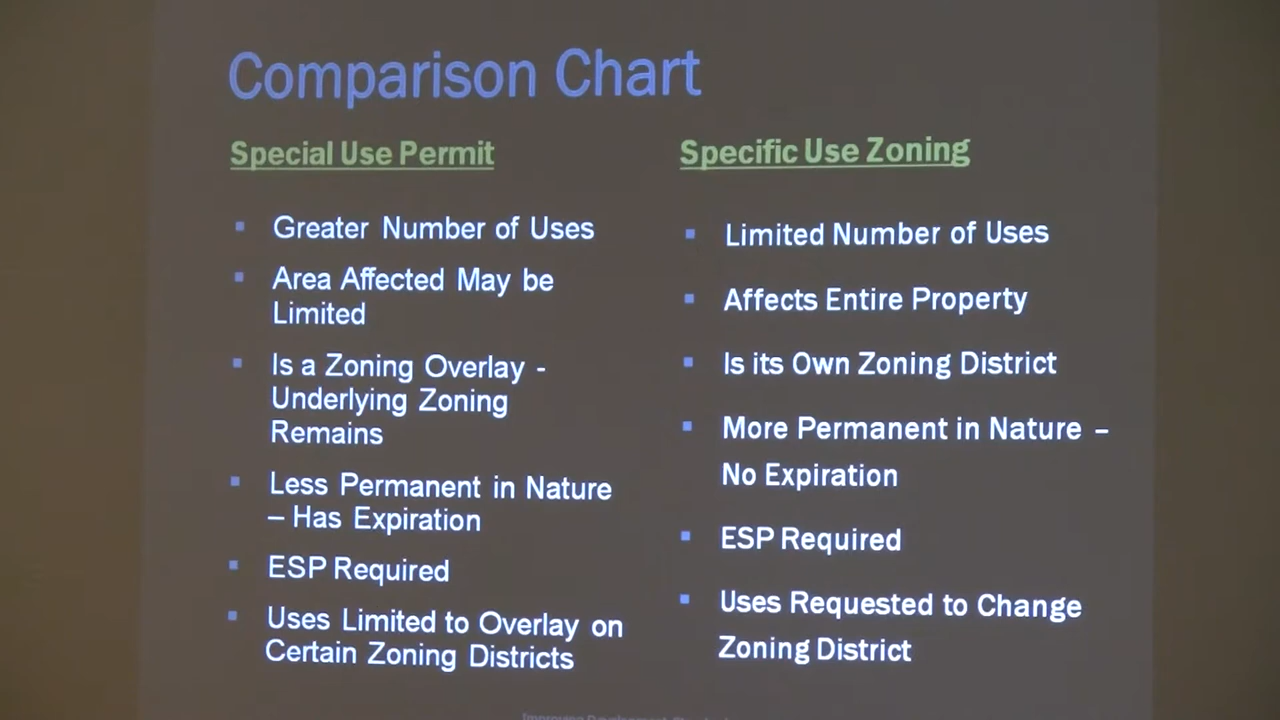 Comparison Chart
Special Use Permit
▪ Greater Number of Uses
▪ Area Affected May be
Limited
▪ Is a Zoning Overlay -
Underlying Zoning
Remains
▪ Less Permanent in Nature
– Has Expiration
▪ ESP Required
▪ Uses Limited to Overlay on
Certain Zoning Districts
Specific Use Zoning
▪ Limited Number of Uses
▪ Affects Entire Property
▪ Is its Own Zoning District
▪ More Permanent in Nature –
No Expiration
▪ ESP Required
▪ Uses Requested to Change
Zoning District